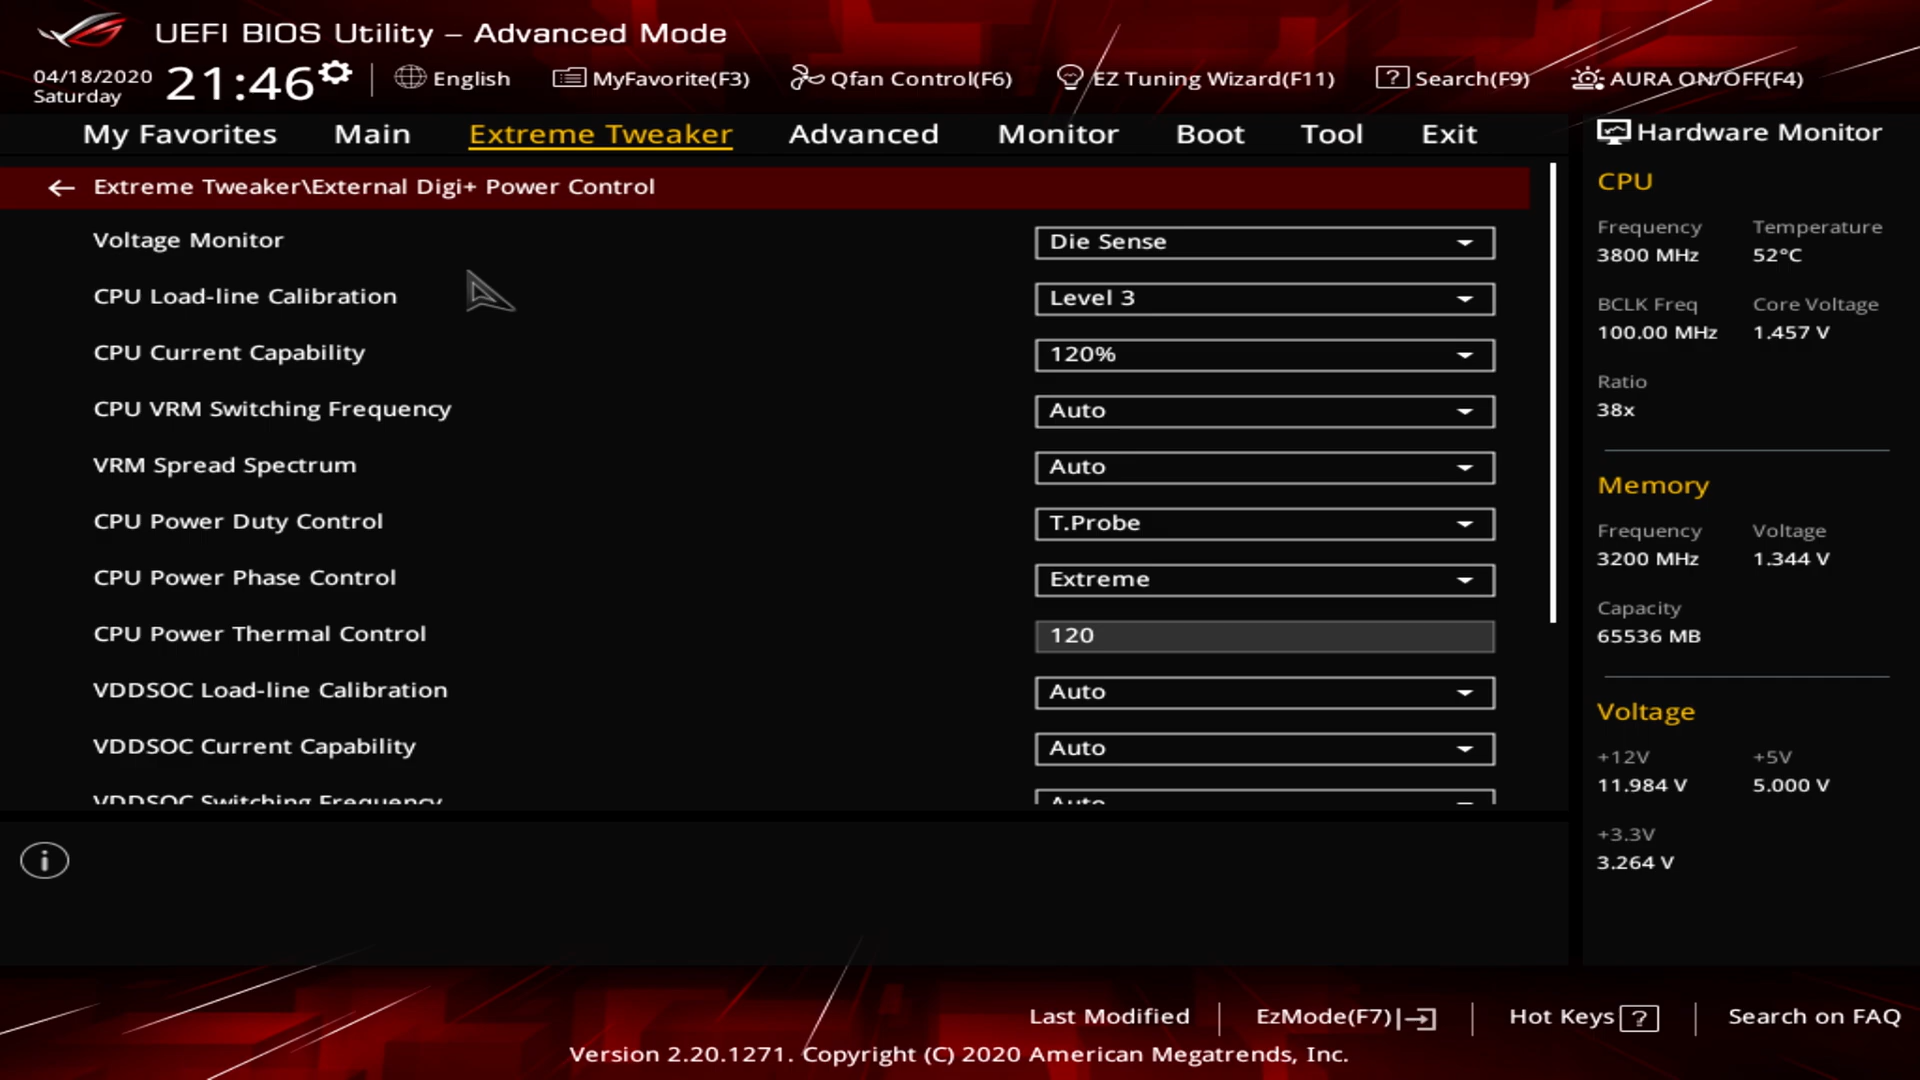 UEFI BIOS Utility – Advanced Mode
04/18/2020
Saturday
21:46
English
MyFavorite(F3)
Qfan Control(F6)
EZ Tuning Wizard(F11)
Search(F9)
AURA ON/OFF(F4)
My Favorites
Main
Extreme Tweaker
Advanced
Monitor
Boot
Tool
Exit
Extreme Tweaker\External Digi+ Power Control
Voltage Monitor
Die Sense
CPU Load-line Calibration
Level 3
CPU Current Capability
120%
CPU VRM Switching Frequency
Auto
VRM Spread Spectrum
Auto
CPU Power Duty Control
T.Probe
CPU Power Phase Control
Extreme
CPU Power Thermal Control
120
VDDSOC Load-line Calibration
Auto
VDDSOC Current Capability
Auto
VDDSOC Switching Frequency
Auto
Hardware Monitor
CPU
Frequency Temperature
3800 MHz 52°C
BCLK Freq Core Voltage
100.00 MHz 1.457 V
Ratio
38x
Memory
Frequency Voltage
3200 MHz 1.344 V
Capacity
65536 MB
Voltage
+12V +5V
11.984 V 5.000 V
+3.3V
3.264 V
Last Modified
EzMode(F7)
Hot Keys ?
Search on FAQ
Version 2.20.1271. Copyright (C) 2020 American Megatrends, Inc.